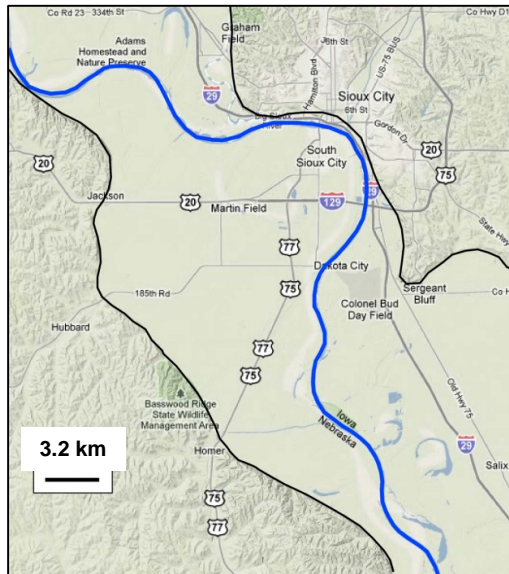 Co Rd 23 - 334th St
Co Hwy D1
Graham
Field
Adams
Homestead and
Nature Preserve
28th St
US-75 BUS
Hamilton Blvd
29
Sioux City
6th St
Big Sioux
River
Gordon Dr
20
South
Sioux City
20
75
Jackson
20
29
129
Martin Field
State Hwy
77
Dakota City
75
185th Rd
Sergeant
Bluff
Co H
Colonel Bud
Day Field
Hubbard
77
Old Hwy 75
75
Basswood Ridge
State Wildlife
Management Area
Iowa
Nebraska
3.2 km
Homer
29
Salix
75
77